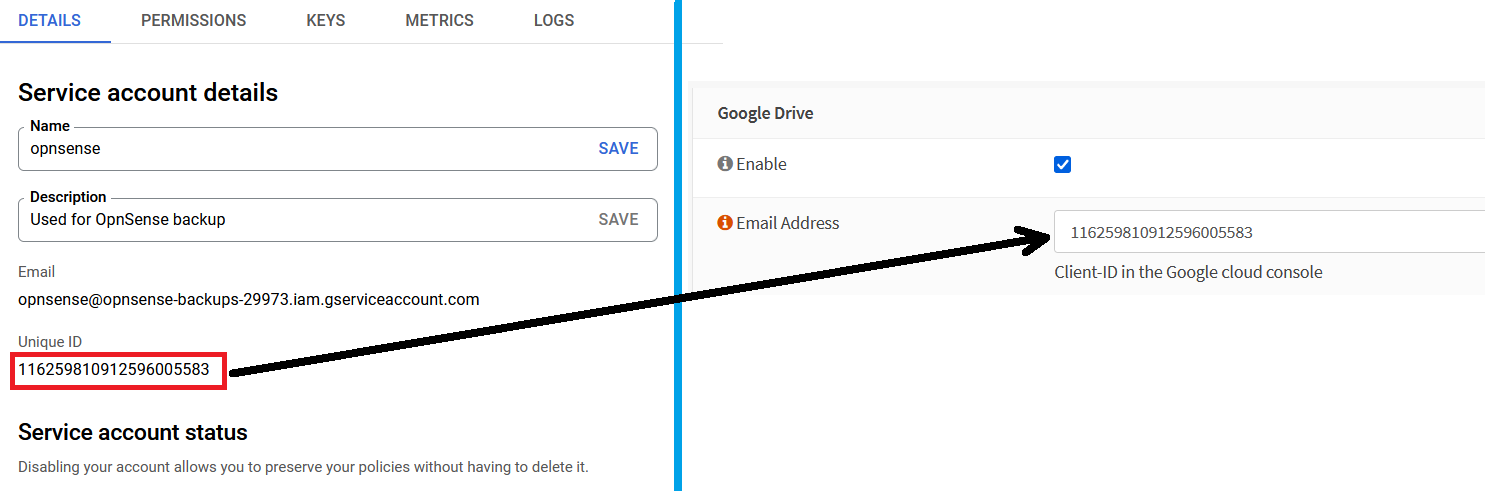 DETAILS PERMISSIONS KEYS METRICS LOGS
Service account details
Name
opnsense SAVE
Description
Used for OpnSense backup SAVE
Email
opnsense@opnsense-backups-29973.iam.gserviceaccount.com
Unique ID
116259810912596005583
Service account status
Disabling your account allows you to preserve your policies without having to delete it.
Google Drive
Enable
Email Address
116259810912596005583
Client-ID in the Google cloud console